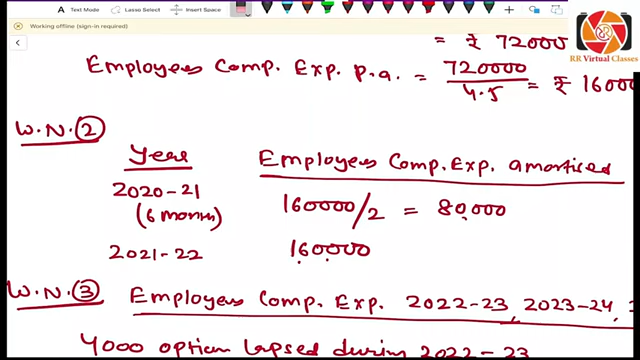 Draw
Lasso Select
Insert Space
Working offline (sign-in required)
RR Virtual Classes
= ₹ 72000
Employees Comp. Exp. p.a. = 720000 / 4.5 = ₹ 16000
W.N. 2
Year Employees Comp. Exp. amortised
2020-21 160000/2 = 80,000
(6 month)
2021-22 160000
W.N. 3 Employees Comp. Exp. 2022-23, 2023-24,
4000 option lapsed during 2022-23